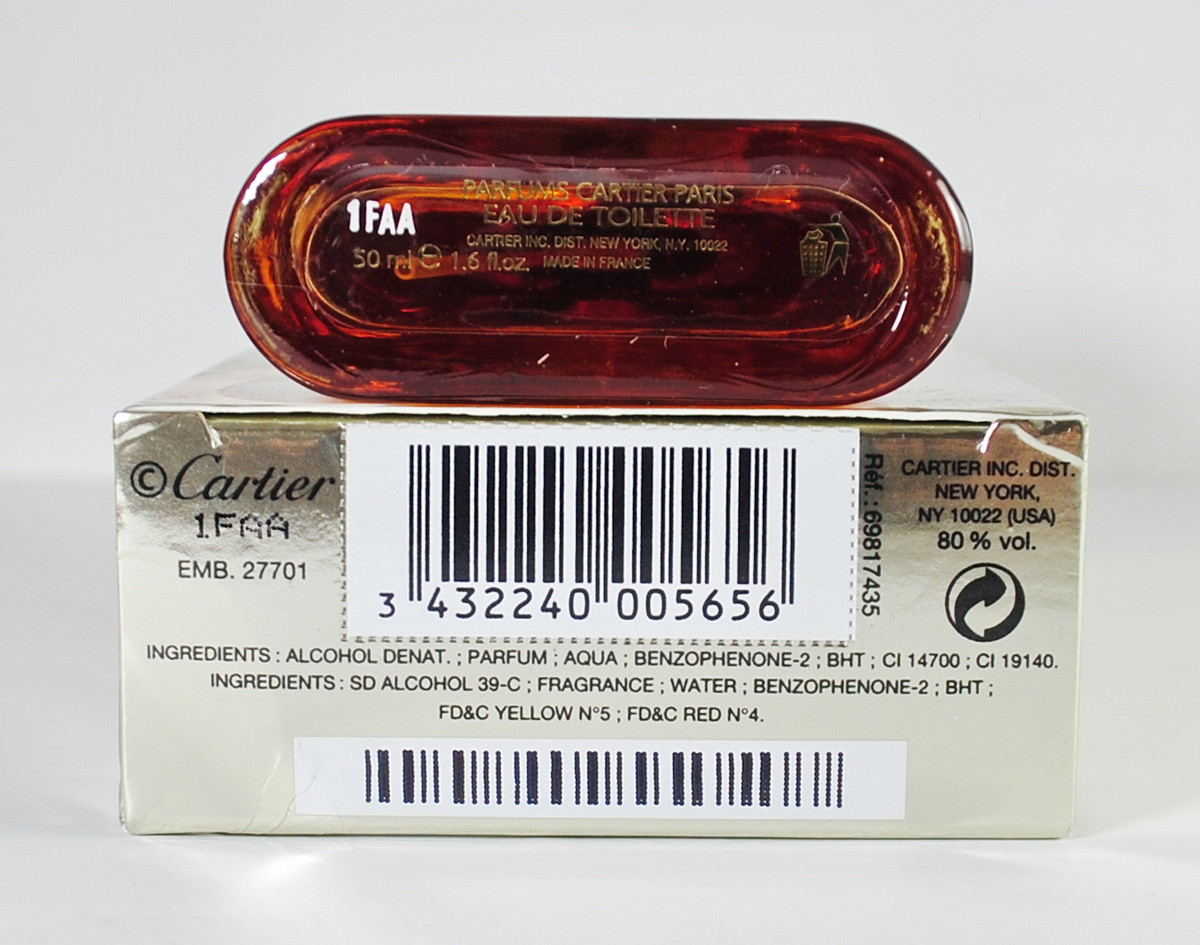 PARFUMS CARTIER PARIS
1FAA EAU DE TOILETTE
CARTIER INC. DIST. NEW YORK, N.Y. 10022
50 ml ℮ 1.6 fl.oz. MADE IN FRANCE
©Cartier
1FAA
EMB. 27701
3 432240 005656
Réf.: 69817435
CARTIER INC. DIST.
NEW YORK,
NY 10022 (USA)
80 % vol.
INGREDIENTS : ALCOHOL DENAT. ; PARFUM ; AQUA ; BENZOPHENONE-2 ; BHT ; CI 14700 ; CI 19140.
INGREDIENTS : SD ALCOHOL 39-C ; FRAGRANCE ; WATER ; BENZOPHENONE-2 ; BHT ;
FD&C YELLOW N°5 ; FD&C RED N°4.